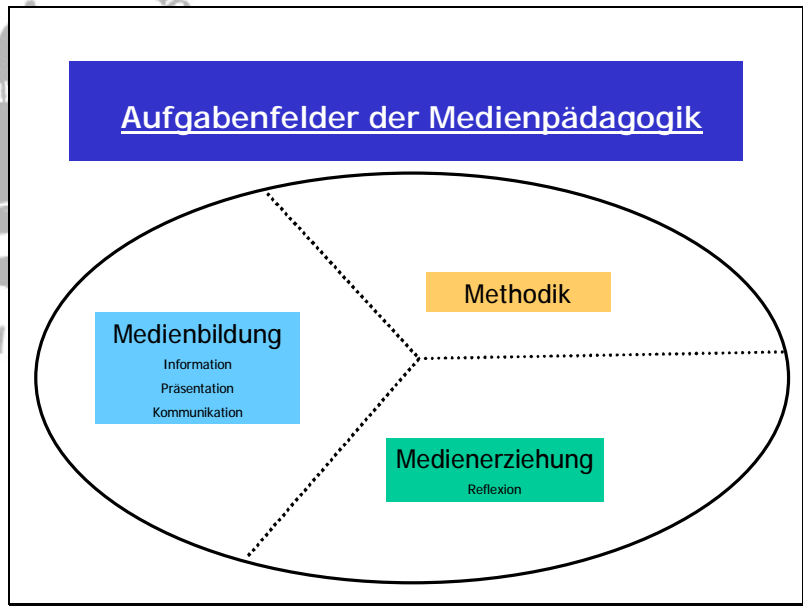 Aufgabenfelder der Medienpädagogik
Methodik
Medienbildung
Information
Präsentation
Kommunikation
Medienerziehung
Reflexion